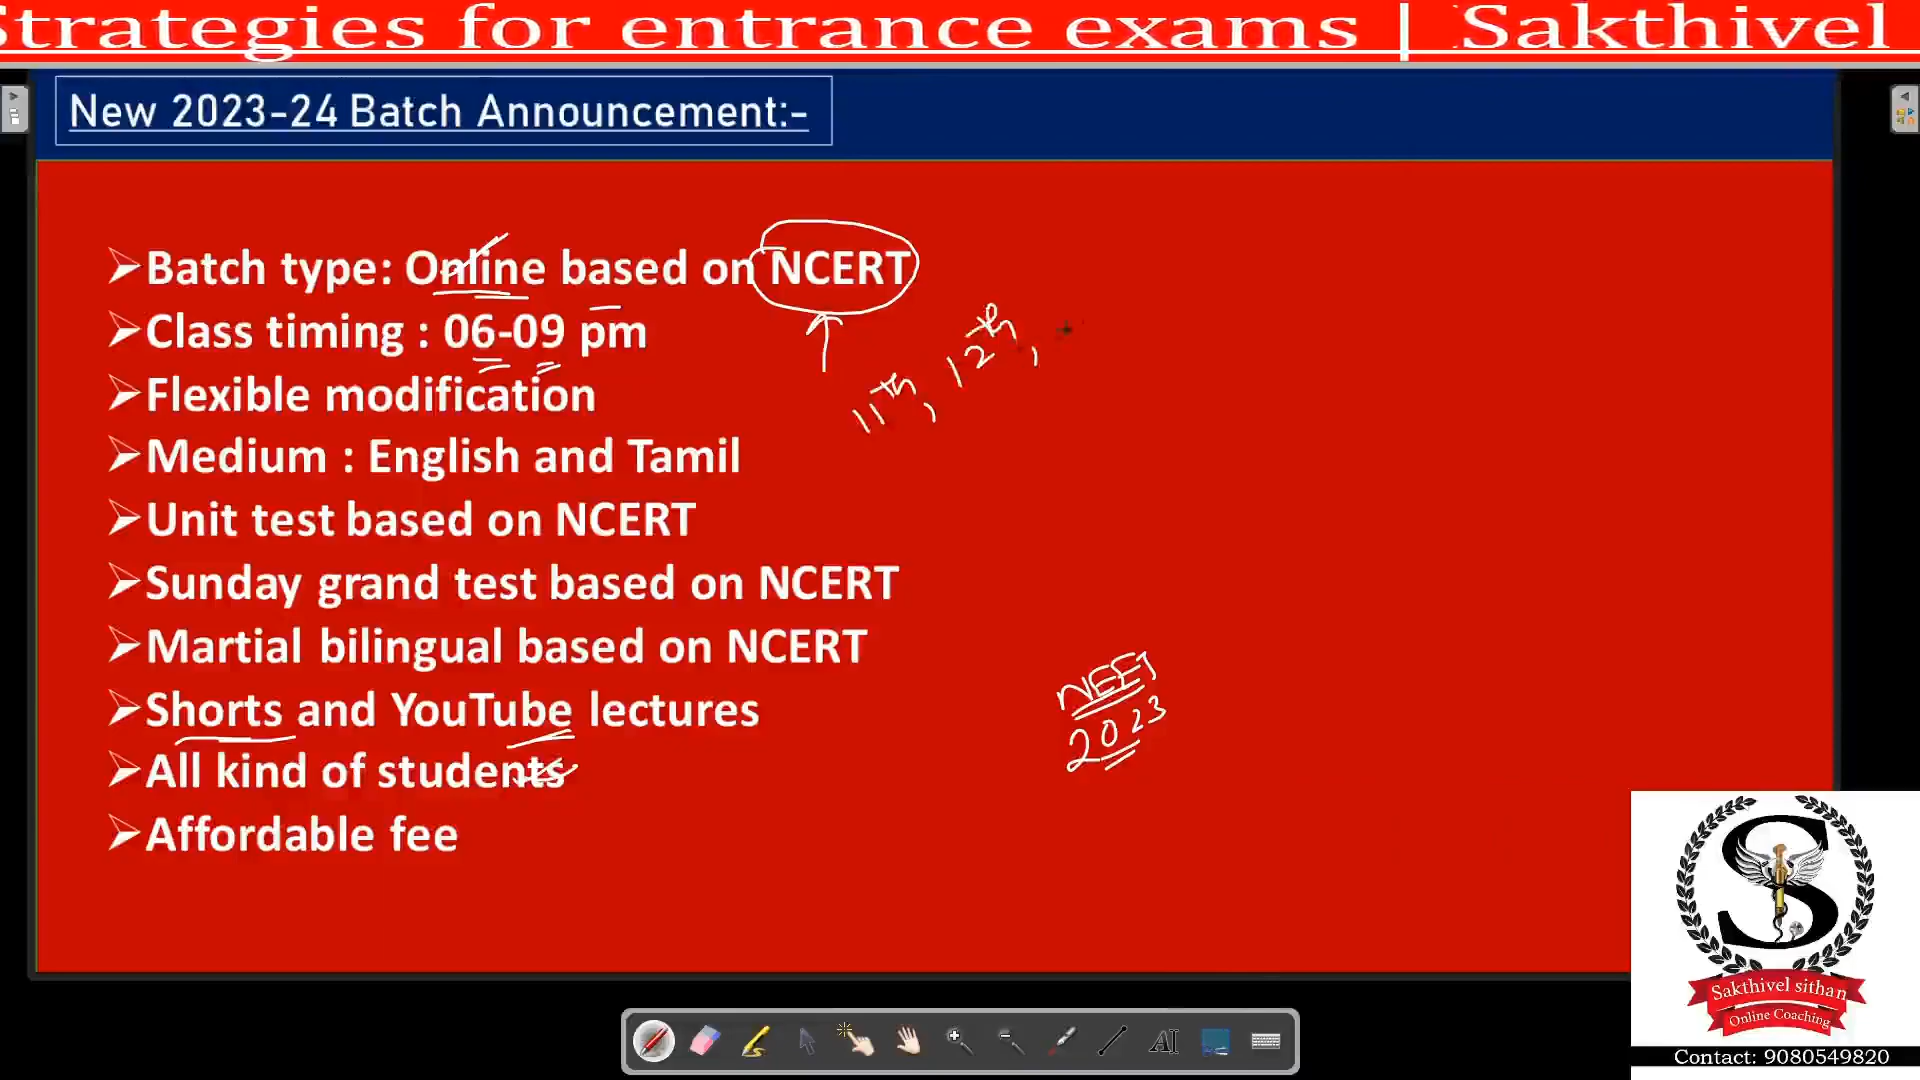 Strategies for entrance exams | Sakthivel
New 2023-24 Batch Announcement:-
Batch type: Online based on NCERT
Class timing : 06-09 pm
11th, 12th,
Flexible modification
Medium : English and Tamil
Unit test based on NCERT
Sunday grand test based on NCERT
Martial bilingual based on NCERT
Shorts and YouTube lectures
NEET
2023
All kind of students
Affordable fee
S
Sakthivel sithan
Online Coaching
Contact: 9080549820
AI